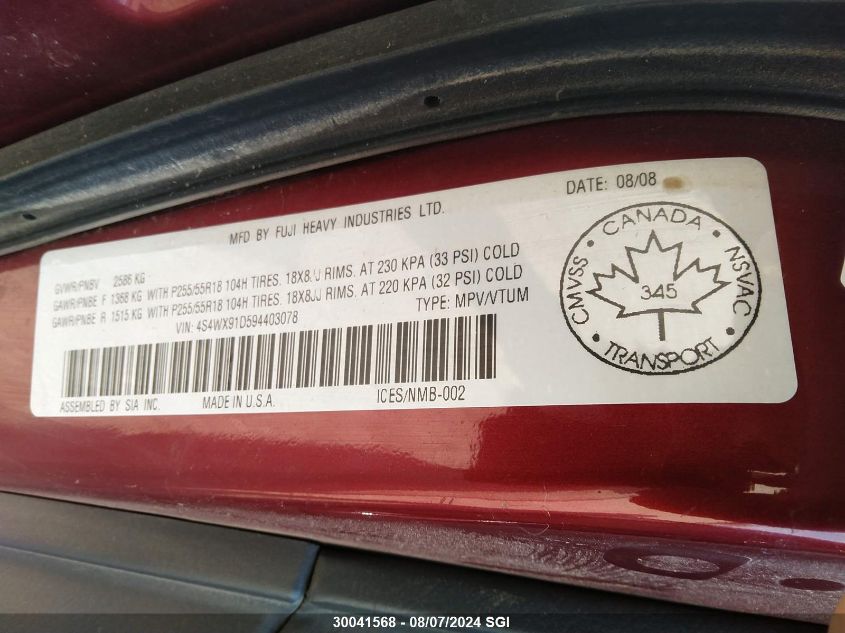 MFD BY FUJI HEAVY INDUSTRIES LTD.
DATE: 08/08
GVWR/PNBV 2586 KG
GAWR/PNBE F 1368 KG WITH P255/55R18 104H TIRES. 18X8JJ RIMS. AT 230 KPA (33 PSI) COLD
GAWR/PNBE R 1515 KG WITH P255/55R18 104H TIRES. 18X8JJ RIMS. AT 220 KPA (32 PSI) COLD
VIN: 4S4WX91D594403078
TYPE: MPV/VTUM
ASSEMBLED BY SIA INC.
MADE IN U.S.A.
ICES/NMB-002
CANADA
CMVSS
345
NSVAC
TRANSPORT
30041568 - 08/07/2024 SGI